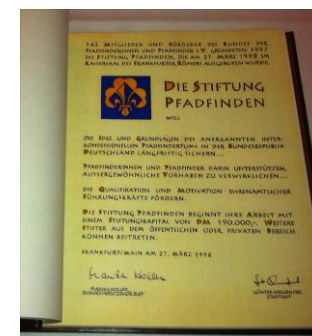 142 MITGLIEDER UND FÖRDERER DES BUNDES DER
PFADFINDERINNEN UND PFADFINDER E.V. GRÜNDETEN 1997
DIE STIFTUNG PFADFINDEN, DIE AM 27. MÄRZ 1998 IM
KAISERSAAL DES FRANKFURTER RÖMERS AUSGERUFEN WURDE.
DIE STIFTUNG
PFADFINDEN
WILL
DIE IDEE UND GRUNDLAGEN DES ANERKANNTEN INTER-
KONFESSIONELLEN PFADFINDERTUMS IN DER BUNDESREPUBLIK
DEUTSCHLAND LANGFRISTIG SICHERN...
PFADFINDERINNEN UND PFADFINDER DARIN UNTERSTÜTZEN,
AUSSERGEWÖHNLICHE VORHABEN ZU VERWIRKLICHEN...
DIE QUALIFIKATION UND MOTIVATION EHRENAMTLICHER
FÜHRUNGSKRÄFTE FÖRDERN.
DIE STIFTUNG PFADFINDEN BEGINNT IHRE ARBEIT MIT
EINEM STIFTUNGSKAPITAL VON DM 190.000,-. WEITERE
STIFTER AUS DEM ÖFFENTLICHEN ODER PRIVATEN BEREICH
KÖNNEN BEITRETEN.
FRANKFURT/MAIN AM 27. MÄRZ 1998